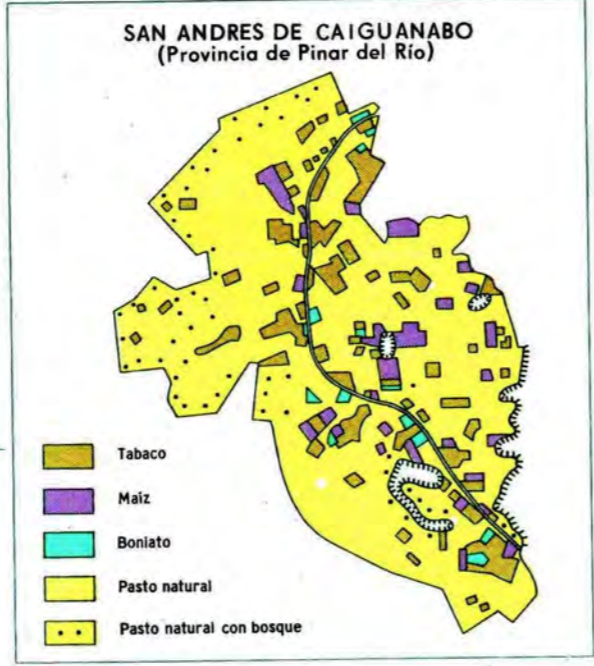 SAN ANDRES DE CAIGUANABO
(Provincia de Pinar del Río)
Tabaco
Maíz
Boniato
Pasto natural
Pasto natural con bosque